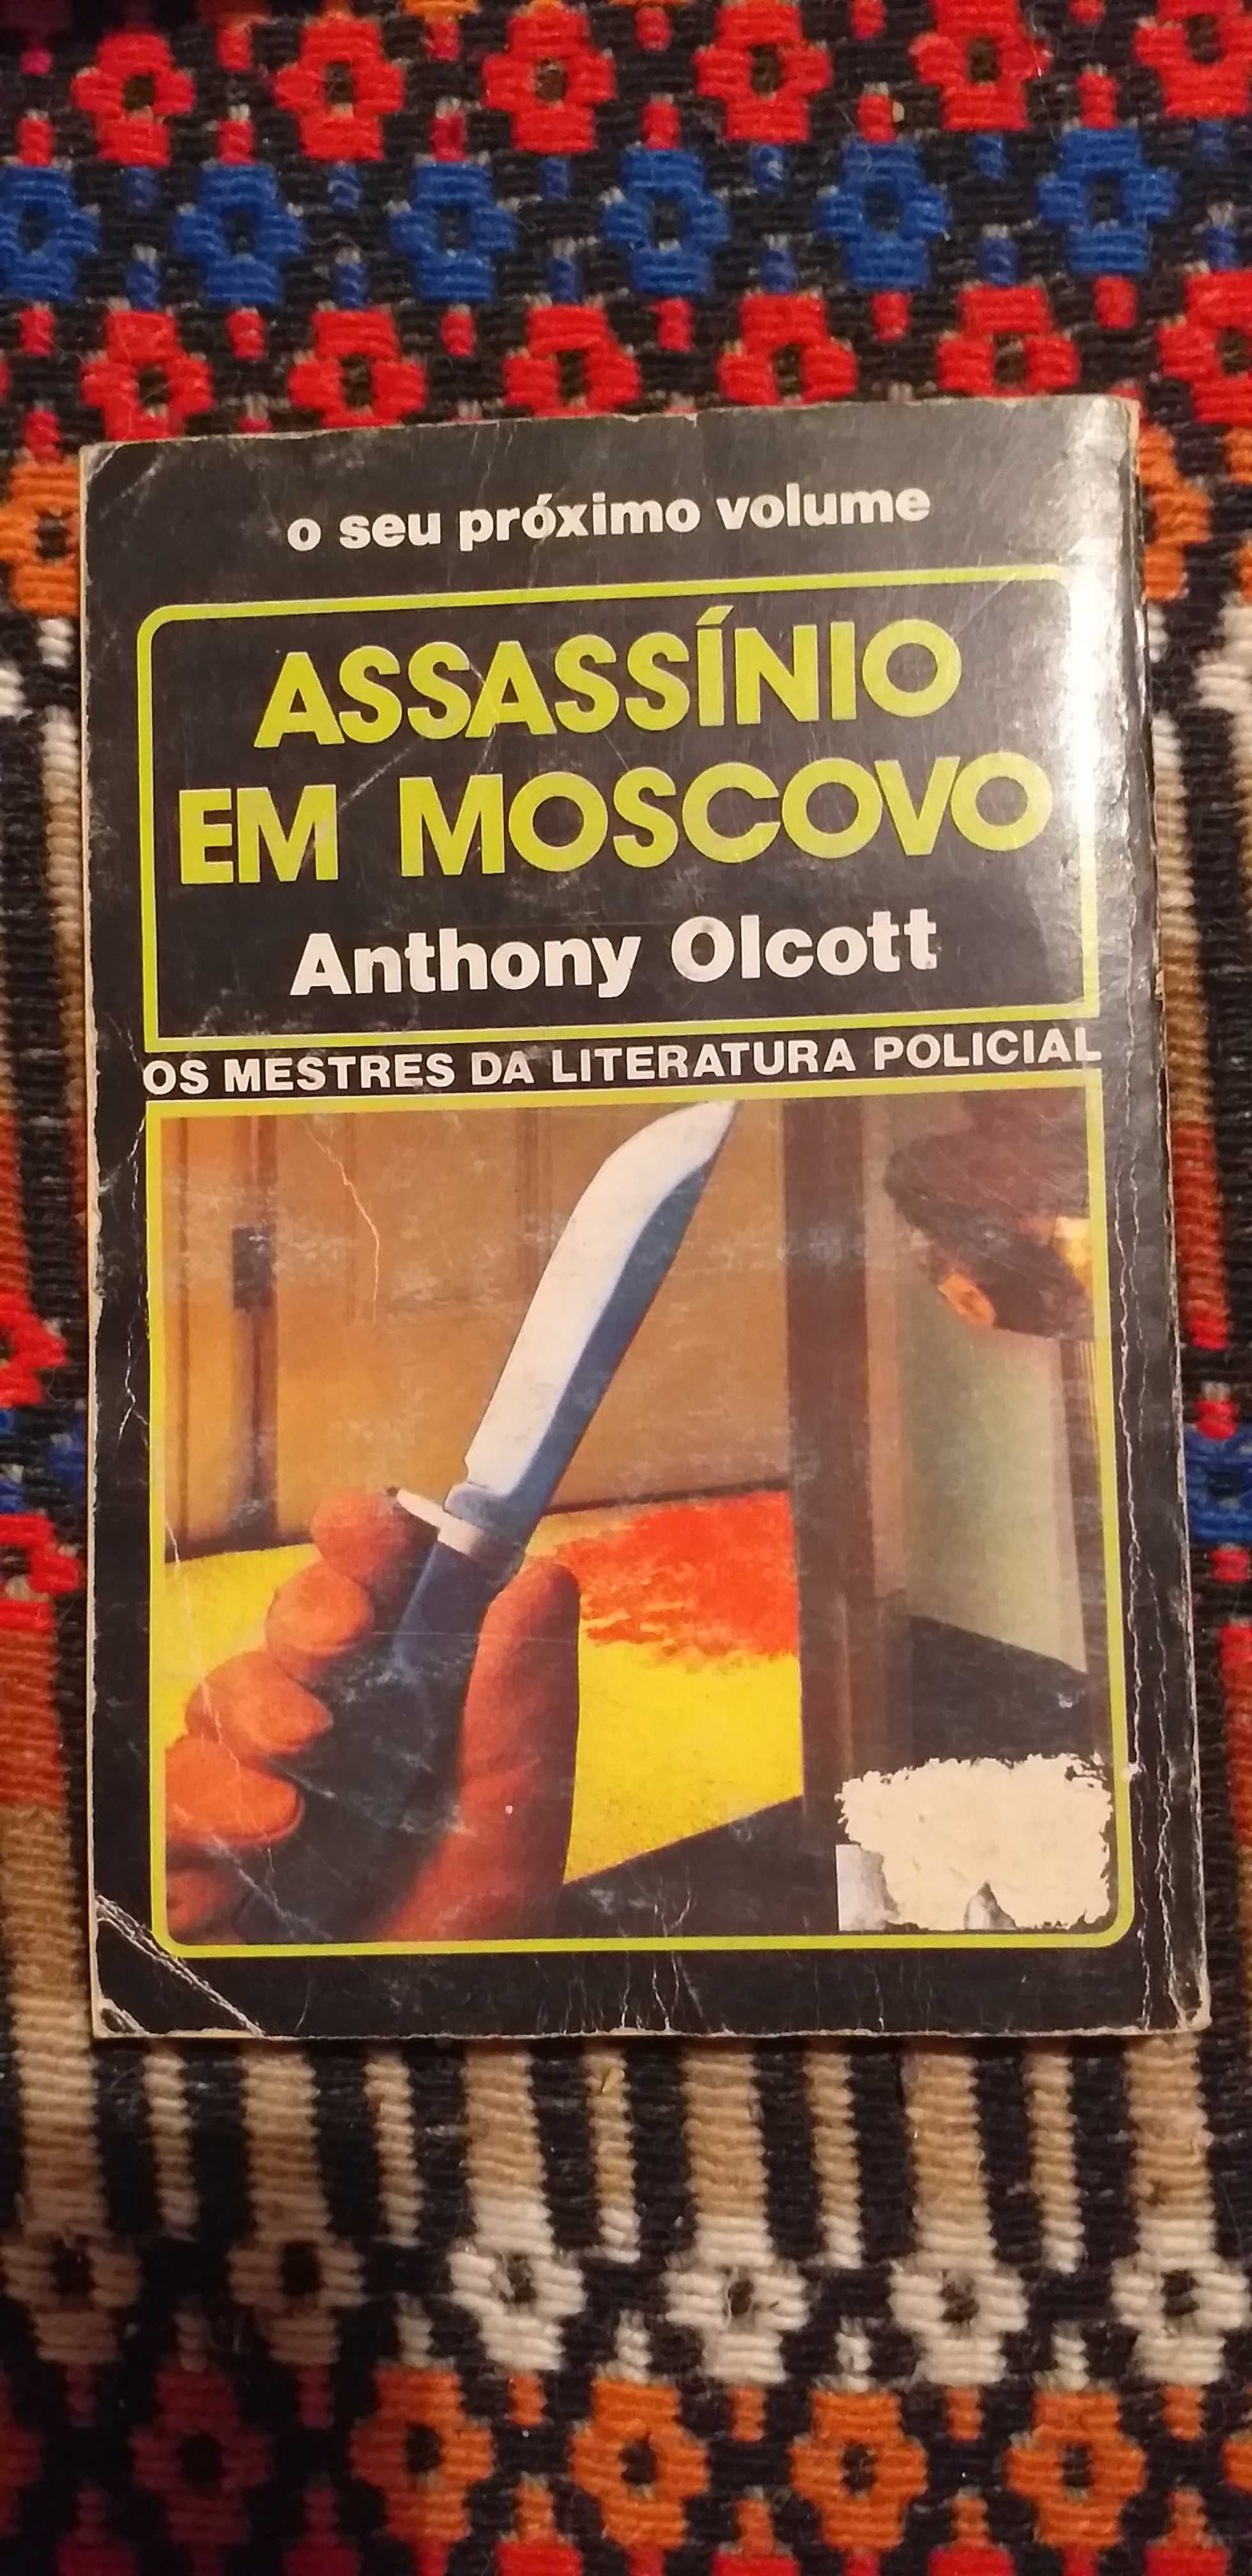 o seu próximo volume
ASSASSÍNIO
EM MOSCOVO
Anthony Olcott
OS MESTRES DA LITERATURA POLICIAL